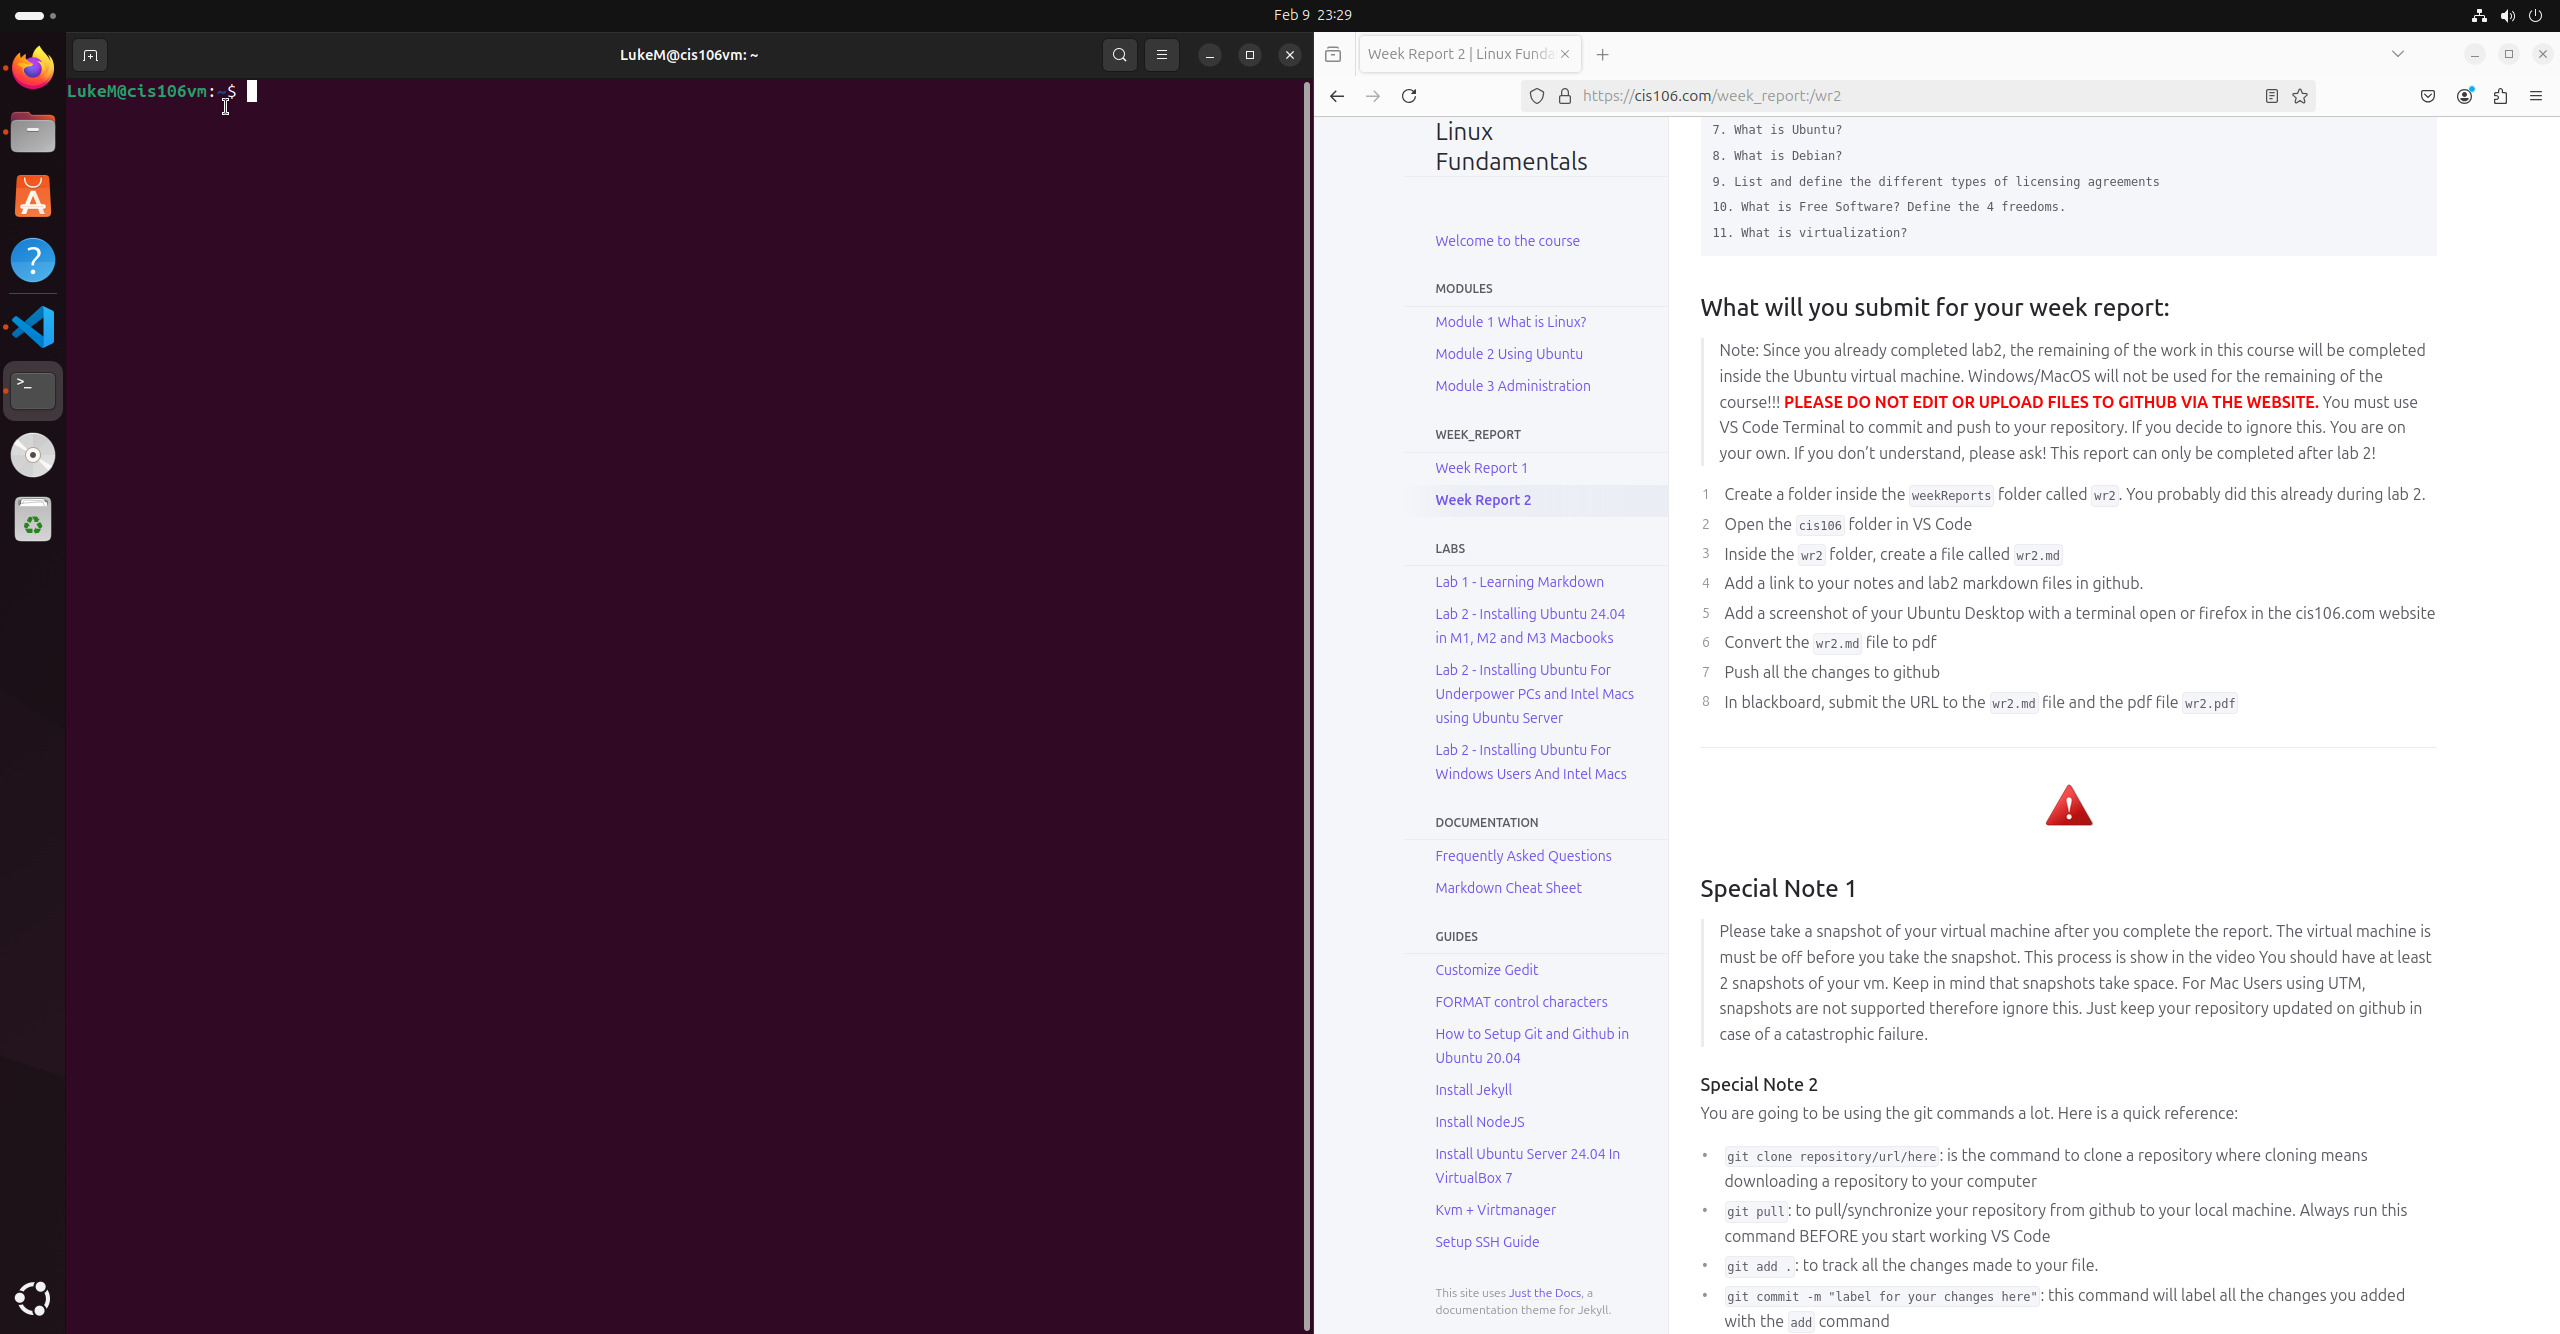 Feb 9 23:29
LukeM@cis106vm: ~
LukeM@cis106vm:~$
Week Report 2 | Linux Funda
https://cis106.com/week_report:/wr2
Linux
Fundamentals
Welcome to the course
MODULES
Module 1 What is Linux?
Module 2 Using Ubuntu
Module 3 Administration
WEEK_REPORT
Week Report 1
Week Report 2
LABS
Lab 1 - Learning Markdown
Lab 2 - Installing Ubuntu 24.04
in M1, M2 and M3 Macbooks
Lab 2 - Installing Ubuntu For
Underpower PCs and Intel Macs
using Ubuntu Server
Lab 2 - Installing Ubuntu For
Windows Users And Intel Macs
DOCUMENTATION
Frequently Asked Questions
Markdown Cheat Sheet
GUIDES
Customize Gedit
FORMAT control characters
How to Setup Git and Github in
Ubuntu 20.04
Install Jekyll
Install NodeJS
Install Ubuntu Server 24.04 In
VirtualBox 7
Kvm + Virtmanager
Setup SSH Guide
This site uses Just the Docs, a
documentation theme for Jekyll.
7. What is Ubuntu?
8. What is Debian?
9. List and define the different types of licensing agreements
10. What is Free Software? Define the 4 freedoms.
11. What is virtualization?
What will you submit for your week report:
Note: Since you already completed lab2, the remaining of the work in this course will be completed
inside the Ubuntu virtual machine. Windows/MacOS will not be used for the remaining of the
course!!! PLEASE DO NOT EDIT OR UPLOAD FILES TO GITHUB VIA THE WEBSITE. You must use
VS Code Terminal to commit and push to your repository. If you decide to ignore this. You are on
your own. If you don’t understand, please ask! This report can only be completed after lab 2!
1 Create a folder inside the weekReports folder called wr2. You probably did this already during lab 2.
2 Open the cis106 folder in VS Code
3 Inside the wr2 folder, create a file called wr2.md
4 Add a link to your notes and lab2 markdown files in github.
5 Add a screenshot of your Ubuntu Desktop with a terminal open or firefox in the cis106.com website
6 Convert the wr2.md file to pdf
7 Push all the changes to github
8 In blackboard, submit the URL to the wr2.md file and the pdf file wr2.pdf
Special Note 1
Please take a snapshot of your virtual machine after you complete the report. The virtual machine is
must be off before you take the snapshot. This process is show in the video You should have at least
2 snapshots of your vm. Keep in mind that snapshots take space. For Mac Users using UTM,
snapshots are not supported therefore ignore this. Just keep your repository updated on github in
case of a catastrophic failure.
Special Note 2
You are going to be using the git commands a lot. Here is a quick reference:
• git clone repository/url/here: is the command to clone a repository where cloning means
downloading a repository to your computer
• git pull: to pull/synchronize your repository from github to your local machine. Always run this
command BEFORE you start working VS Code
• git add .: to track all the changes made to your file.
• git commit -m "label for your changes here": this command will label all the changes you added
with the add command